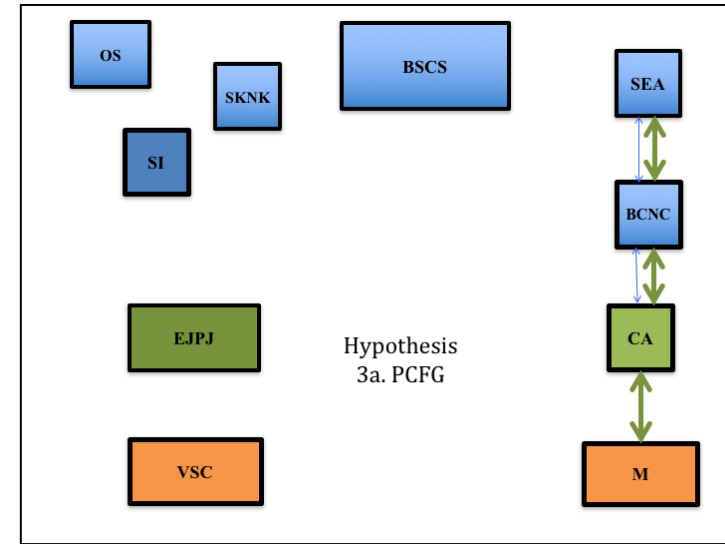 OS
BSCS
SKNK
SEA
SI
BCNC
EJPJ
Hypothesis
3a. PCFG
CA
VSC
M